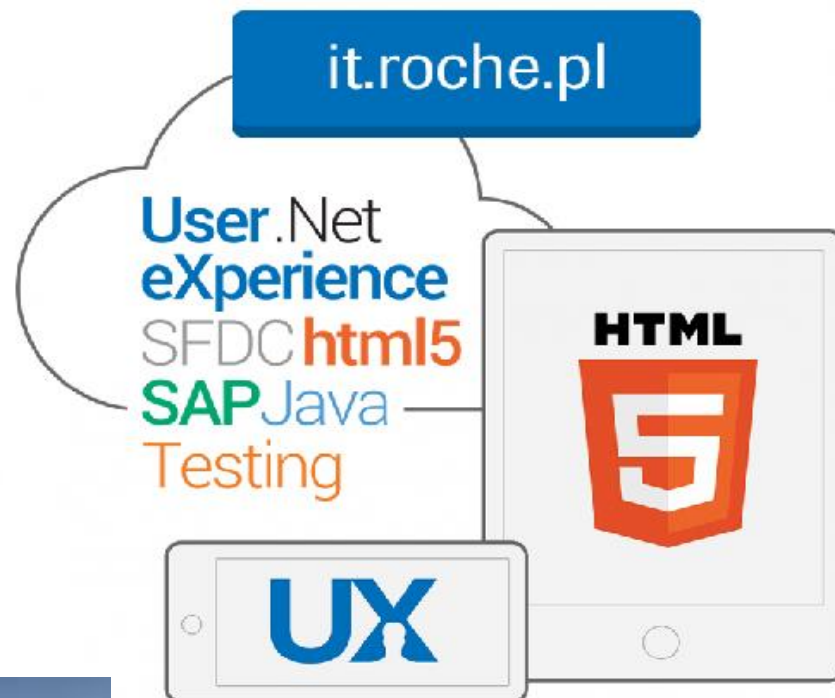 it.roche.pl
User.Net
eXperience
SFDC html5
SAP Java
Testing
HTML
5
UX